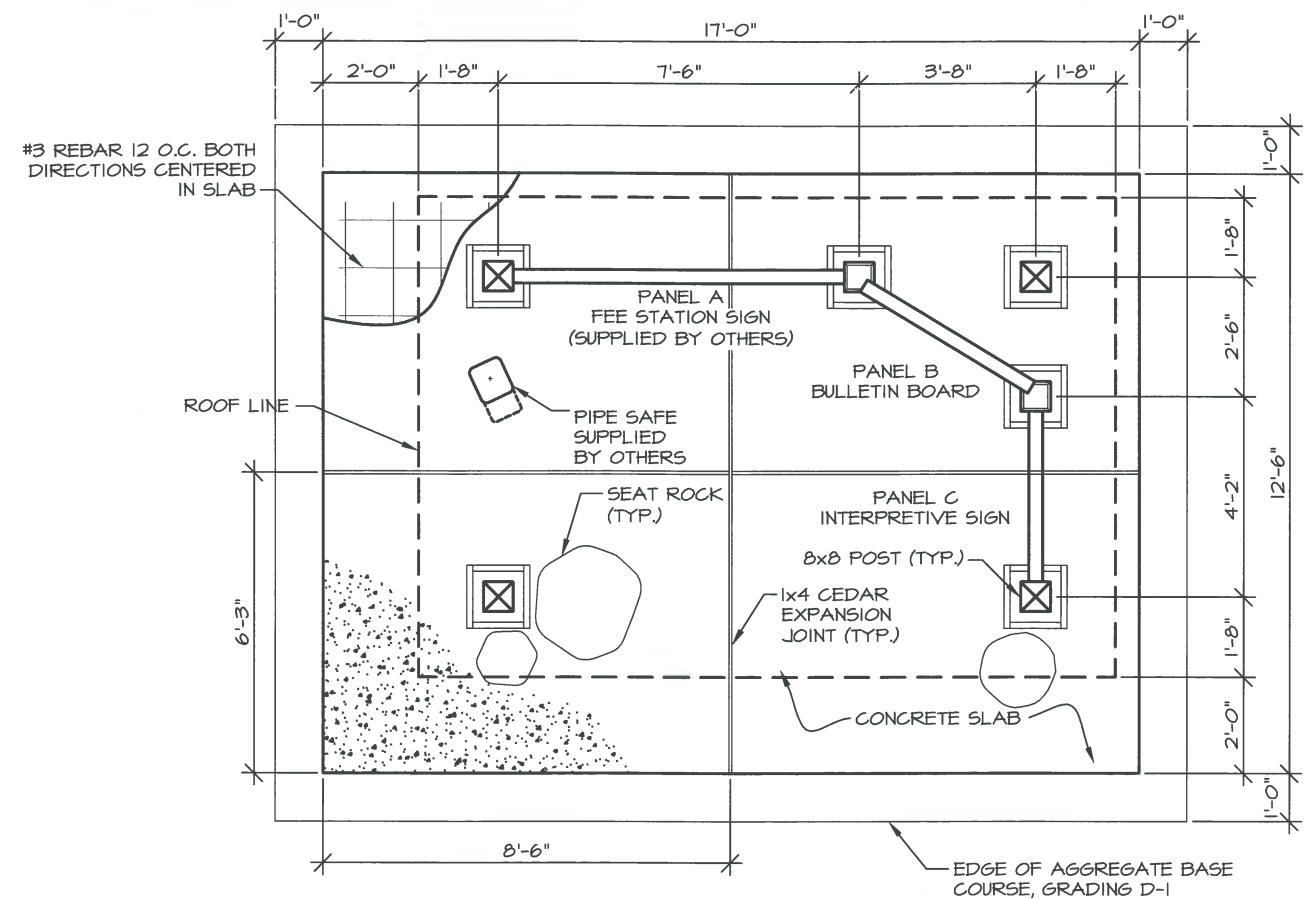 1'-0"
17'-0"
1'-0"
2'-0"
1'-8"
7'-6"
3'-8"
1'-8"
#3 REBAR 12 O.C. BOTH
DIRECTIONS CENTERED
IN SLAB
1'-0"
1'-8"
PANEL A
FEE STATION SIGN
(SUPPLIED BY OTHERS)
2'-6"
PANEL B
BULLETIN BOARD
ROOF LINE
PIPE SAFE
SUPPLIED
BY OTHERS
12'-6"
SEAT ROCK
(TYP.)
PANEL C
INTERPRETIVE SIGN
4'-2"
8x8 POST (TYP.)
1x4 CEDAR
EXPANSION
JOINT (TYP.)
6'-3"
1'-8"
CONCRETE SLAB
2'-0"
1'-0"
8'-6"
EDGE OF AGGREGATE BASE
COURSE, GRADING D-1